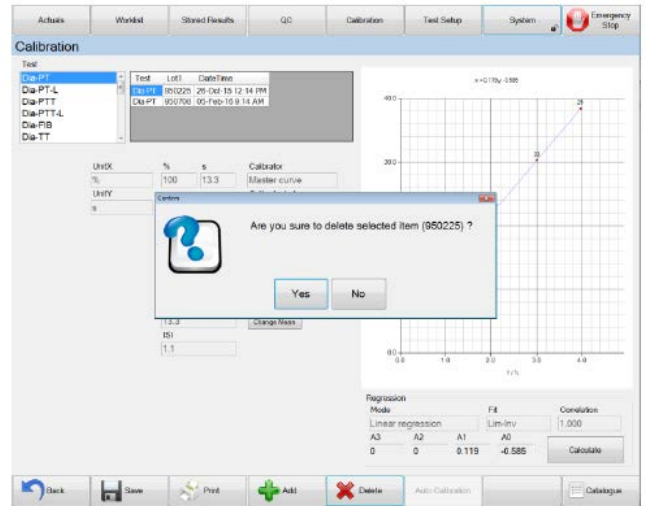 Actuals Worklist Stored Results QC Calibration Test Setup System Emergency Stop
Calibration
Test
Dia-PT
Dia-PT-L
Dia-PTT
Dia-PTT-L
Dia-FIB
Dia-TT
Test Lot1 DateTime
Dia-PT 950225 26-Oct-15 12:14 PM
Dia-PT 950708 05-Feb-16 9:14 AM
UnitX % s Calibrator
% 100 13.3 Master curve
UnitY
s
Confirm
Are you sure to delete selected item (950225) ?
Yes No
13.3 Change Mean
ISI
1.1
40.0
30.0
0.0
0.0 1.0 2.0 3.0 4.0
1/%
Regression
Mode Fit Correlation
Linear regression Lin-Inv 1.000
A3 A2 A1 A0
0 0 0.119 -0.585 Calculate
Back Save Print Add Delete Auto Calibration Catalogue